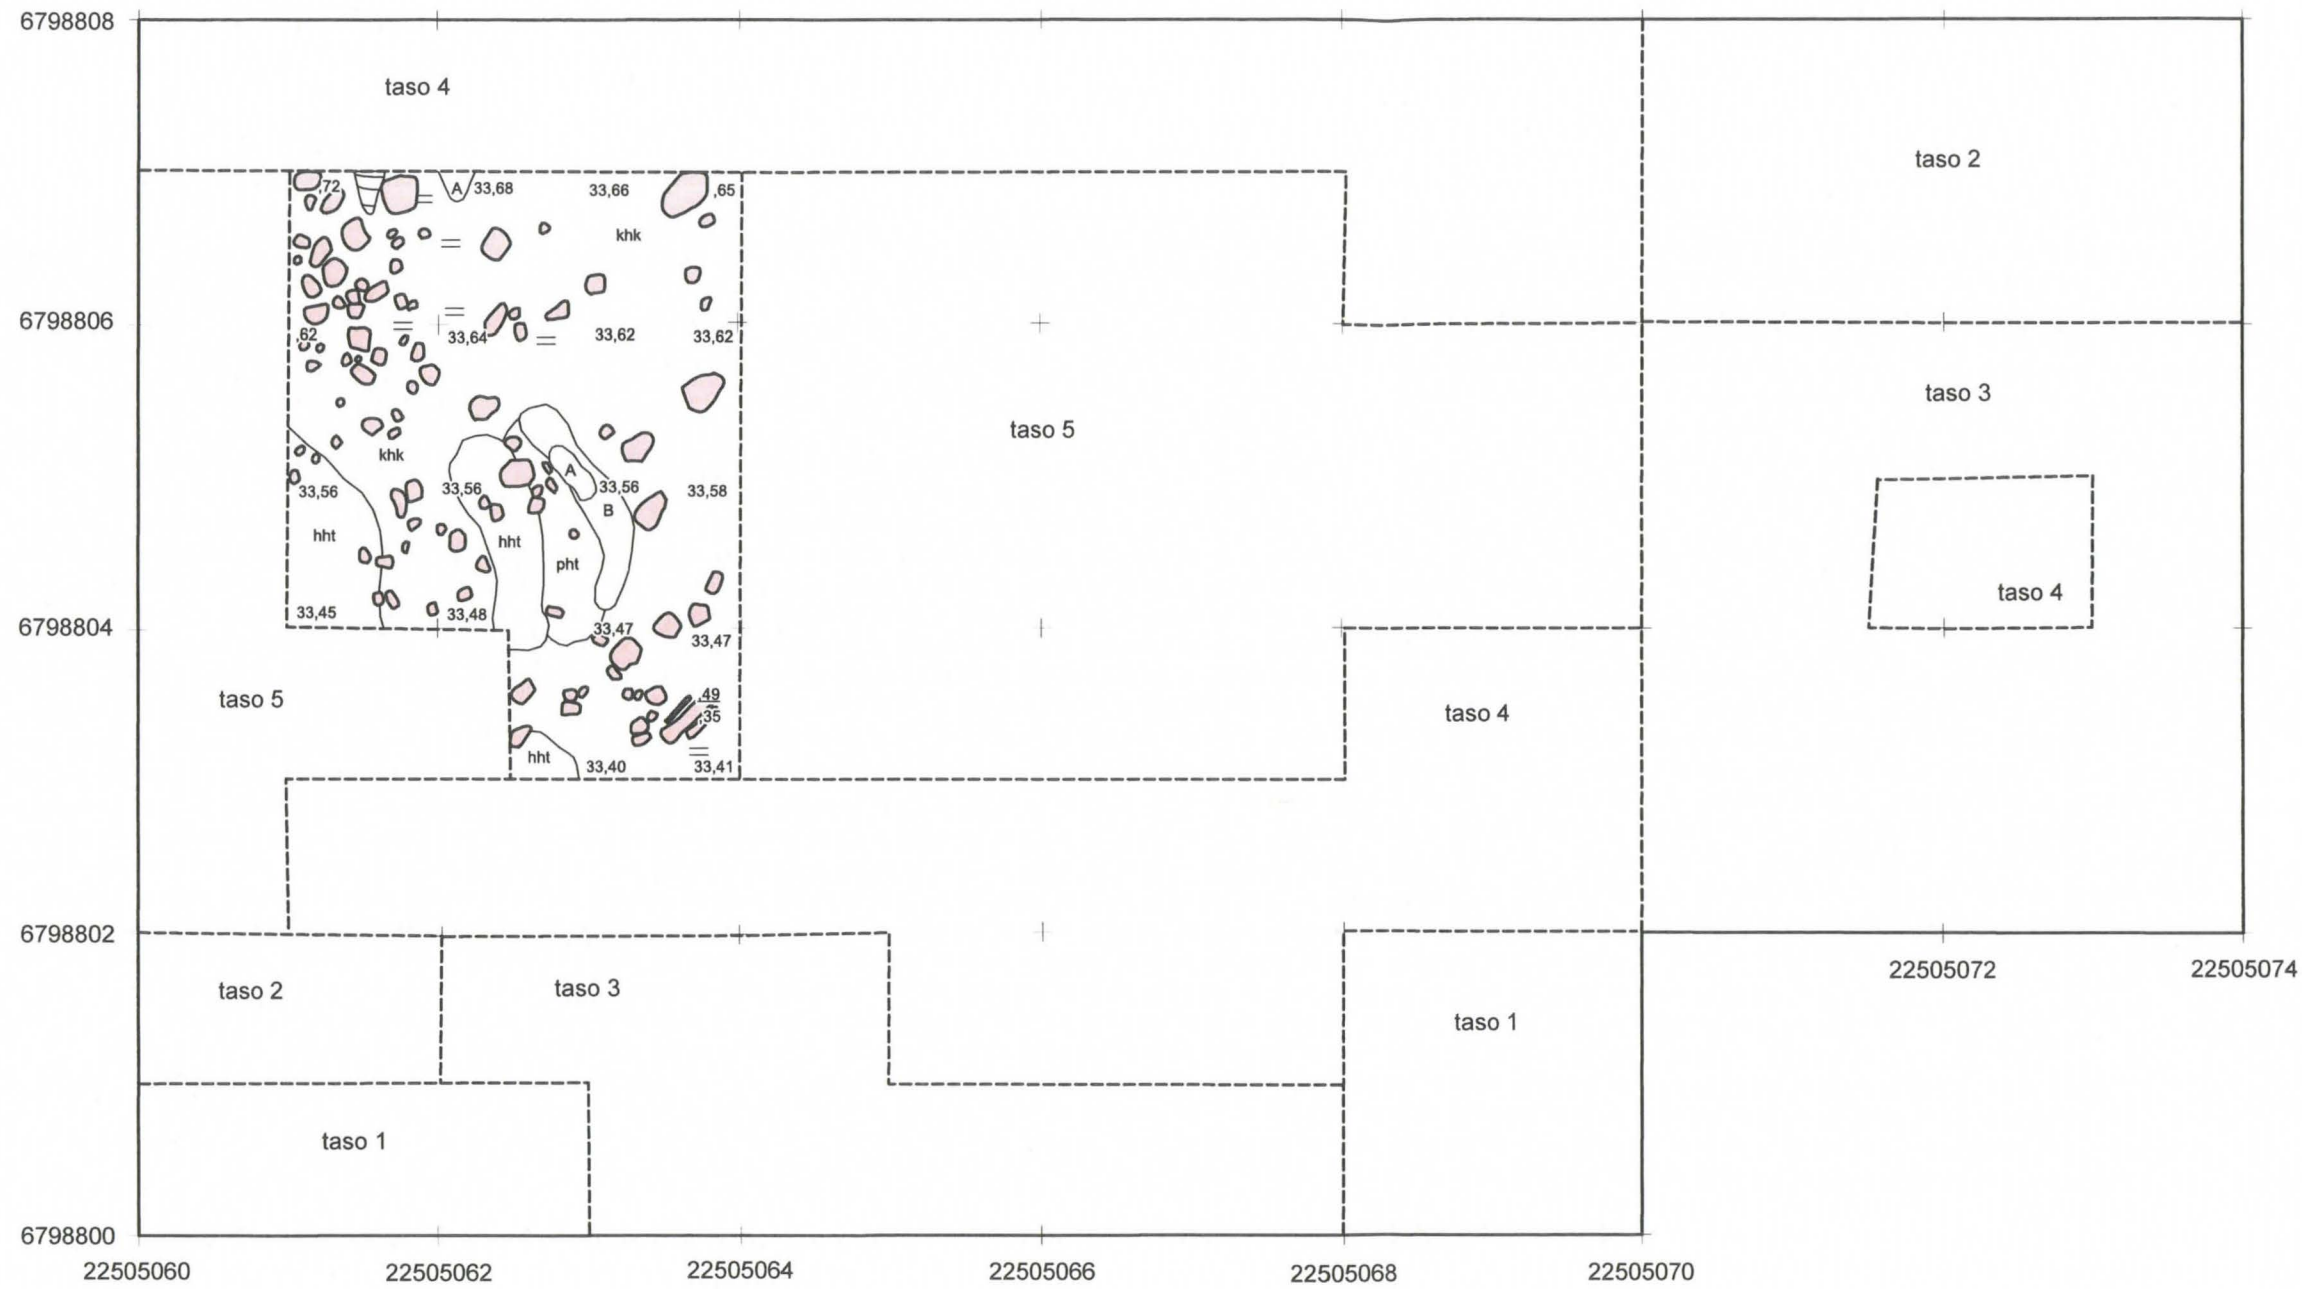 6798808
taso 4
taso 2
,72
A
33,68
33,66
,65
khk
6798806
,62
33,64
33,62
33,62
taso 3
taso 5
khk
A
33,56
33,56
33,56
33,58
B
hht
hht
pht
taso 4
33,45
33,48
33,47
33,47
6798804
taso 5
,49
,35
taso 4
hht
33,40
33,41
6798802
22505072
22505074
taso 2
taso 3
taso 1
taso 1
6798800
22505060
22505062
22505064
22505066
22505068
22505070